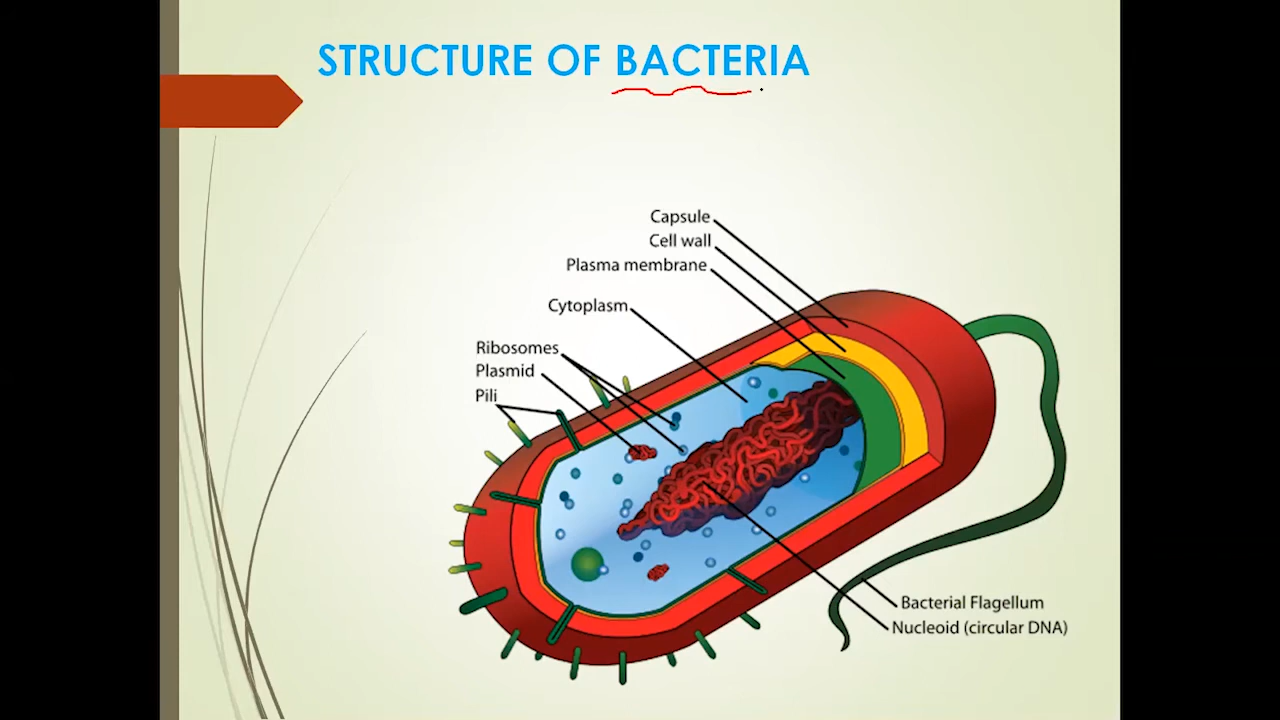 STRUCTURE OF BACTERIA
Capsule
Cell wall
Plasma membrane
Cytoplasm
Ribosomes
Plasmid
Pili
Bacterial Flagellum
Nucleoid (circular DNA)